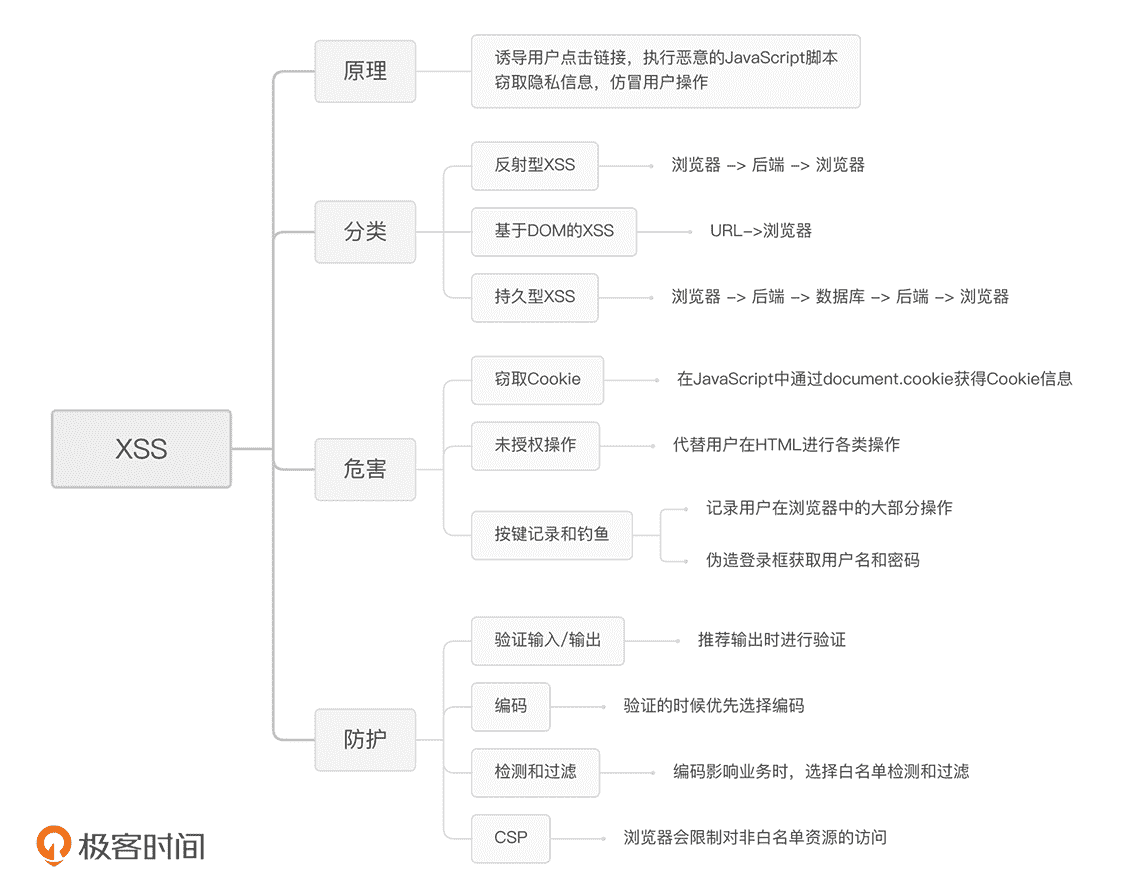 XSS
原理
诱导用户点击链接，执行恶意的JavaScript脚本
窃取隐私信息，仿冒用户操作
分类
反射型XSS
浏览器 -> 后端 -> 浏览器
基于DOM的XSS
URL->浏览器
持久型XSS
浏览器 -> 后端 -> 数据库 -> 后端 -> 浏览器
危害
窃取Cookie
在JavaScript中通过document.cookie获得Cookie信息
未授权操作
代替用户在HTML进行各类操作
按键记录和钓鱼
记录用户在浏览器中的大部分操作
伪造登录框获取用户名和密码
防护
验证输入/输出
推荐输出时进行验证
编码
验证的时候优先选择编码
检测和过滤
编码影响业务时，选择白名单检测和过滤
CSP
浏览器会限制对非白名单资源的访问
极客时间